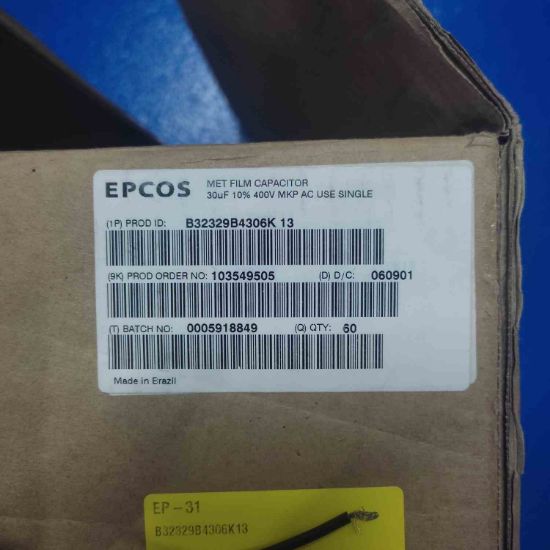 EPCOS
MET FILM CAPACITOR
30uF 10% 400V MKP AC USE SINGLE
(1P) PROD ID: B32329B4306K 13
(9K) PROD ORDER NO: 103549505 (D) D/C: 060901
(T) BATCH NO: 0005918849 (Q) QTY: 60
Made in Brazil
EP-31
B32329B4306K13